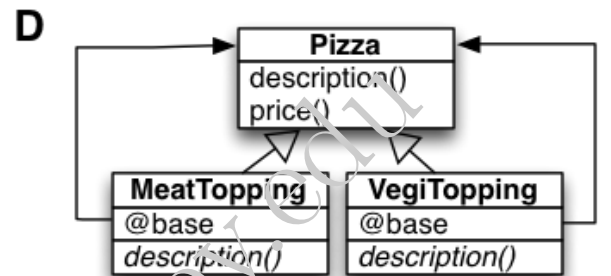 D
Pizza
description()
price()
MeatTopping
VegiTopping
@base
@base
description()
description()